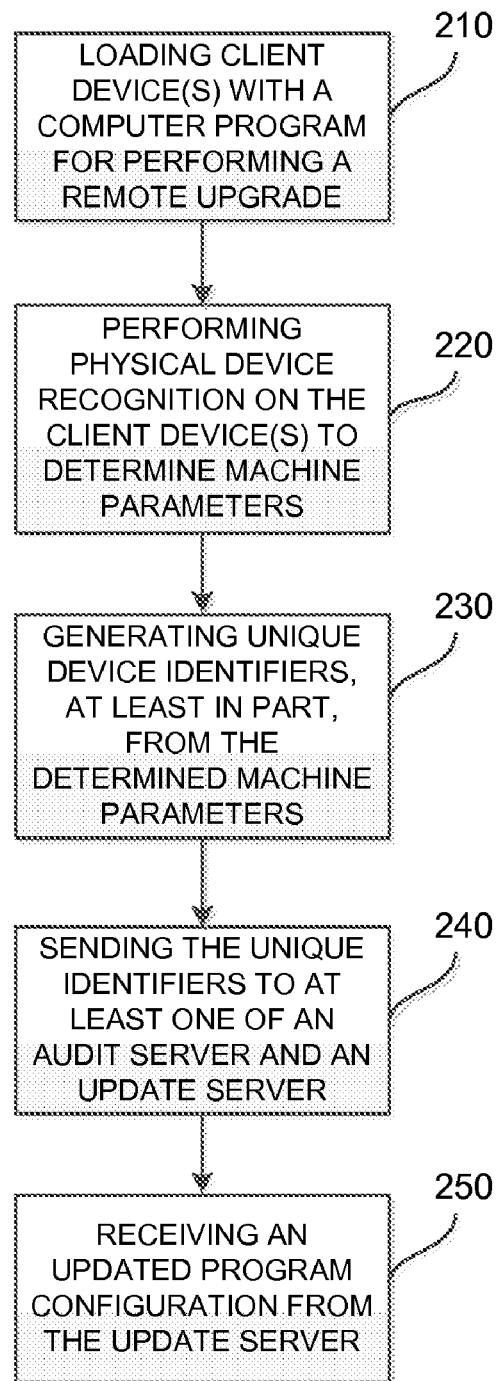 210
LOADING CLIENT
DEVICE(S) WITH A
COMPUTER PROGRAM
FOR PERFORMING A
REMOTE UPGRADE
220
PERFORMING
PHYSICAL DEVICE
RECOGNITION ON THE
CLIENT DEVICE(S) TO
DETERMINE MACHINE
PARAMETERS
230
GENERATING UNIQUE
DEVICE IDENTIFIERS,
AT LEAST IN PART,
FROM THE
DETERMINED MACHINE
PARAMETERS
240
SENDING THE UNIQUE
IDENTIFIERS TO AT
LEAST ONE OF AN
AUDIT SERVER AND AN
UPDATE SERVER
250
RECEIVING AN
UPDATED PROGRAM
CONFIGURATION FROM
THE UPDATE SERVER